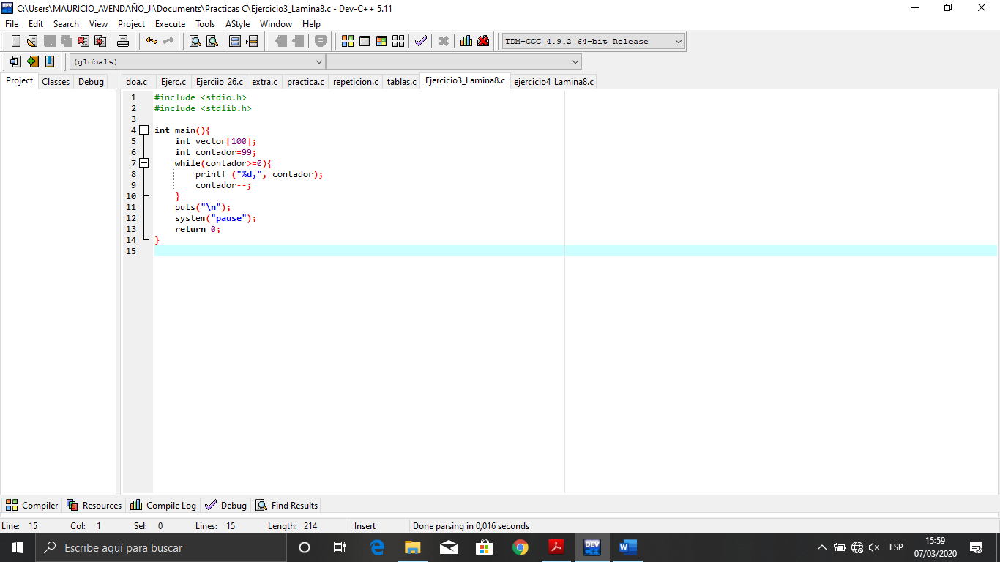 C:\Users\MAURICIO_AVENDAÑO_JI\Documents\Practicas C\Ejercicio3_Lamina8.c - Dev-C++ 5.11
File Edit Search View Project Execute Tools AStyle Window Help
TDM-GCC 4.9.2 64-bit Release
(globals)
Project Classes Debug doa.c Ejerc.c Ejerciio_26.c extra.c practica.c repeticion.c tablas.c Ejercicio3_Lamina8.c ejercicio4_Lamina8.c
1 #include <stdio.h>
2 #include <stdlib.h>
3
4 int main(){
5 int vector[100];
6 int contador=99;
7 while(contador>=0){
8 printf ("%d,", contador);
9 contador--;
10 }
11 puts("\n");
12 system("pause");
13 return 0;
14 }
15
Compiler Resources Compile Log Debug Find Results
Line: 15 Col: 1 Sel: 0 Lines: 15 Length: 214 Insert Done parsing in 0,016 seconds
Escribe aquí para buscar
DEV
ESP
15:59
07/03/2020